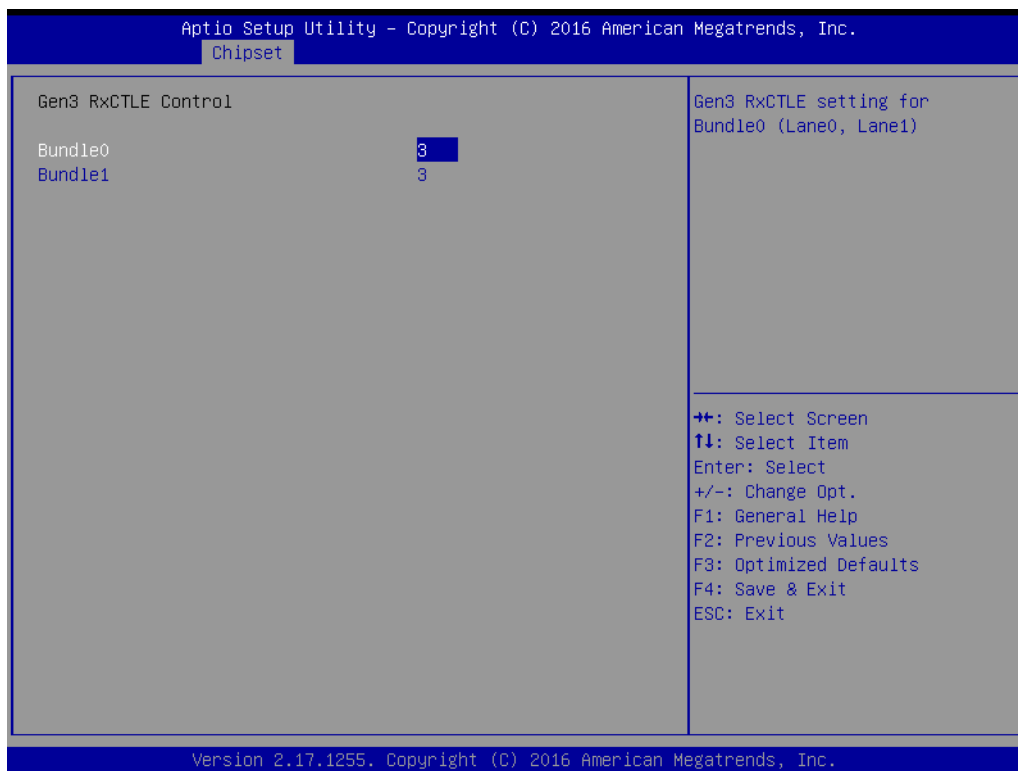 Aptio Setup Utility – Copyright (C) 2016 American Megatrends, Inc.
Chipset
Gen3 RxCTLE Control
Bundle0 3
Bundle1 3
Gen3 RxCTLE setting for
Bundle0 (Lane0, Lane1)
→←: Select Screen
↑↓: Select Item
Enter: Select
+/-: Change Opt.
F1: General Help
F2: Previous Values
F3: Optimized Defaults
F4: Save & Exit
ESC: Exit
Version 2.17.1255. Copyright (C) 2016 American Megatrends, Inc.